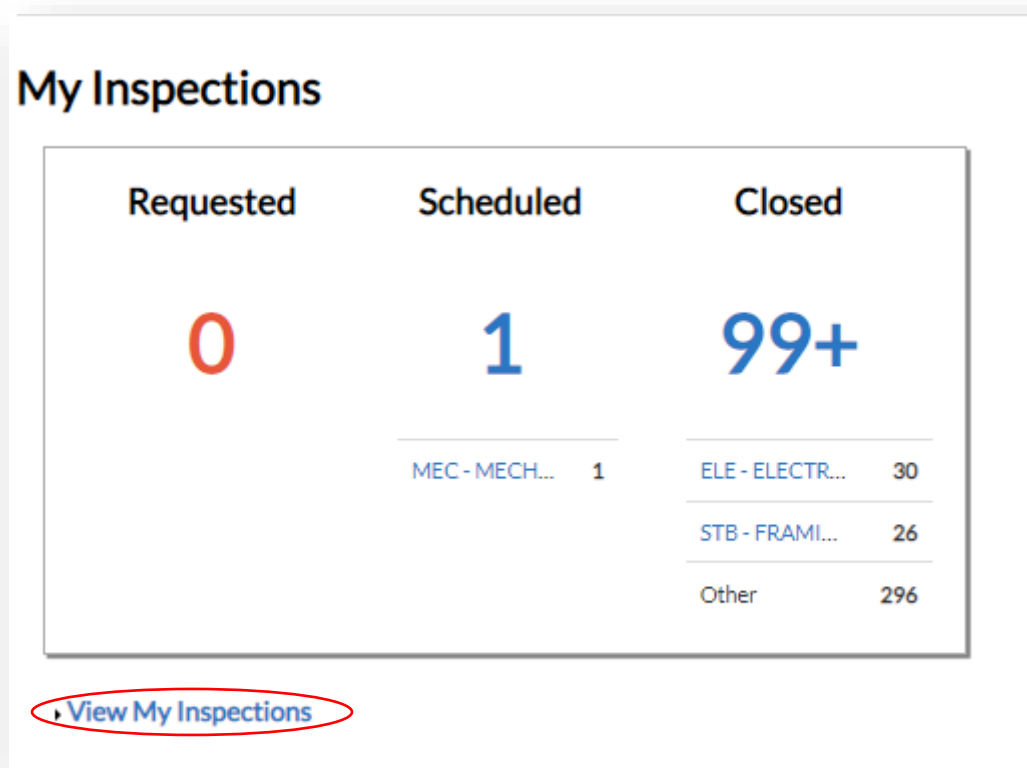 My Inspections
Requested Scheduled Closed
0 1 99+
MEC - MECH... 1 ELE - ELECTR... 30
STB - FRAMI... 26
Other 296
View My Inspections